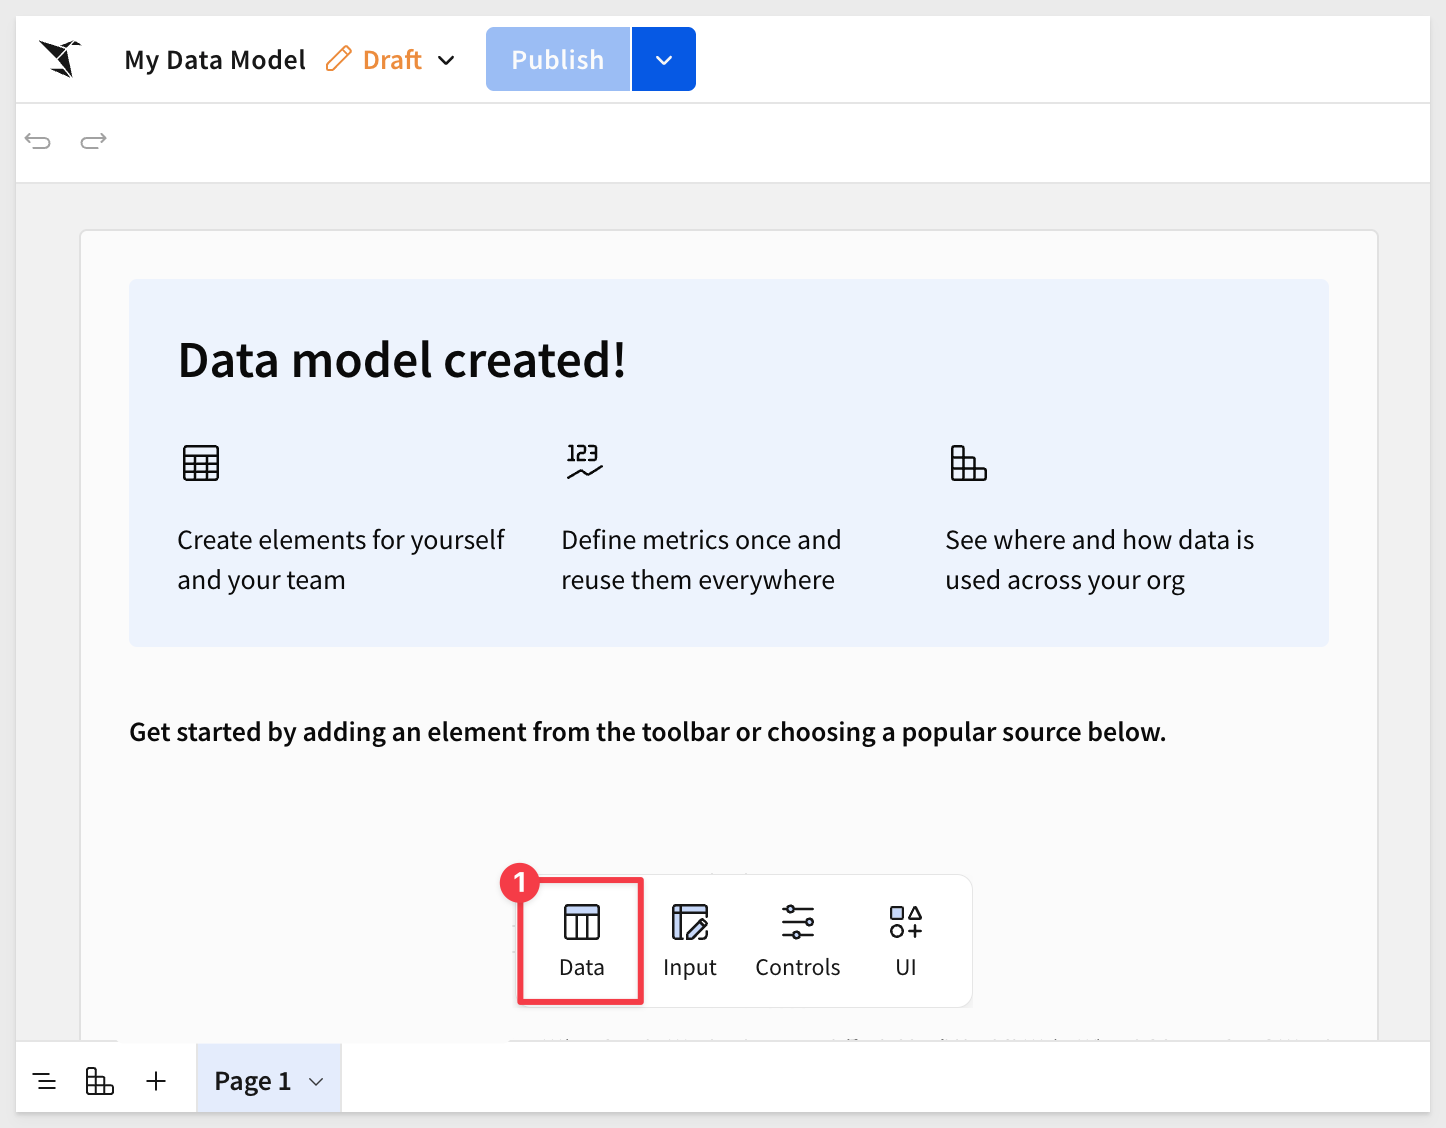 My Data Model Draft Publish
Data model created!
123
Create elements for yourself
and your team
Define metrics once and
reuse them everywhere
See where and how data is
used across your org
Get started by adding an element from the toolbar or choosing a popular source below.
1
Data Input Controls UI
Page 1